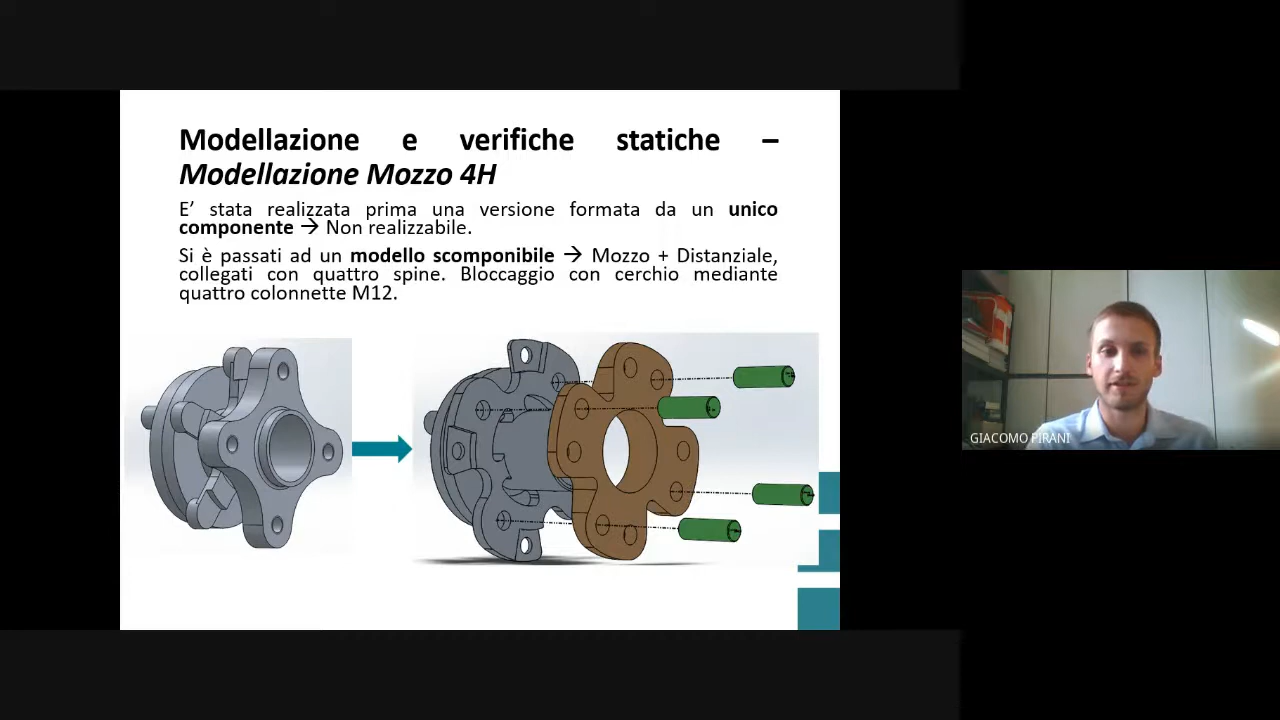 Modellazione e verifiche statiche –
Modellazione Mozzo 4H
E’ stata realizzata prima una versione formata da un unico
componente → Non realizzabile.
Si è passati ad un modello scomponibile → Mozzo + Distanziale,
collegati con quattro spine. Bloccaggio con cerchio mediante
quattro colonnette M12.
GIACOMO PIRANI